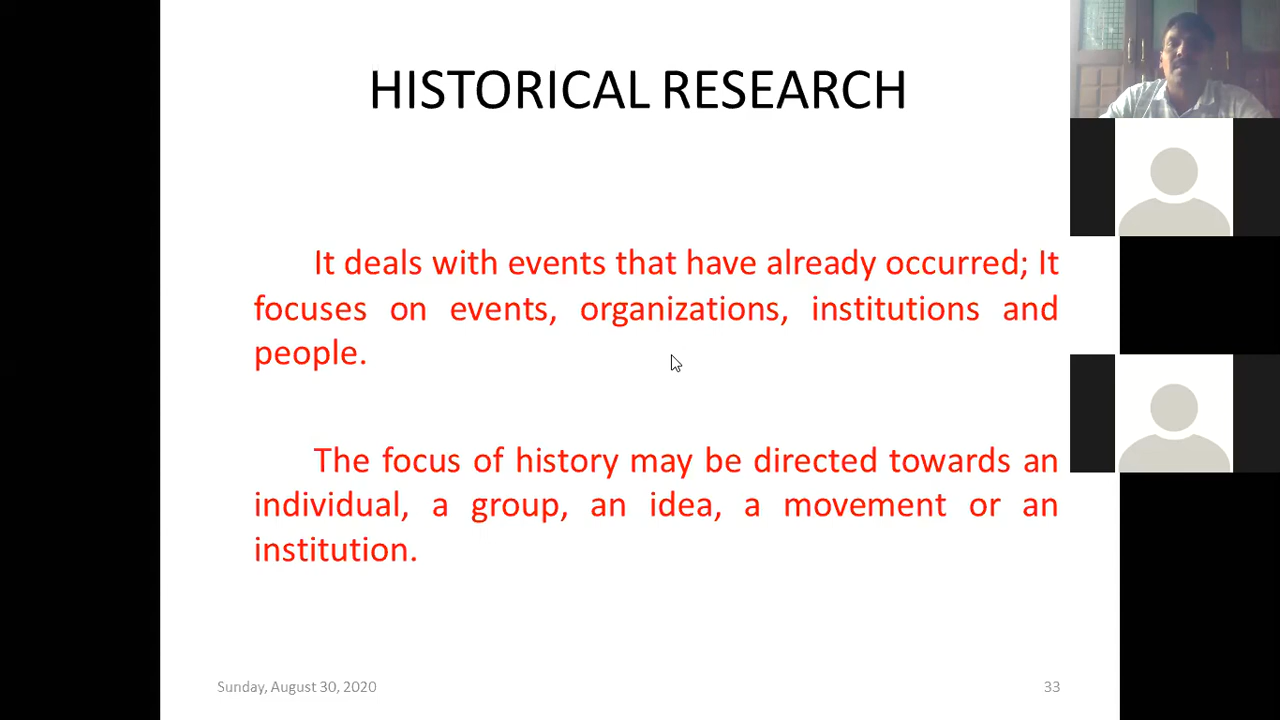 HISTORICAL RESEARCH
It deals with events that have already occurred; It
focuses on events, organizations, institutions and
people.
The focus of history may be directed towards an
individual, a group, an idea, a movement or an
institution.
Sunday, August 30, 2020
33